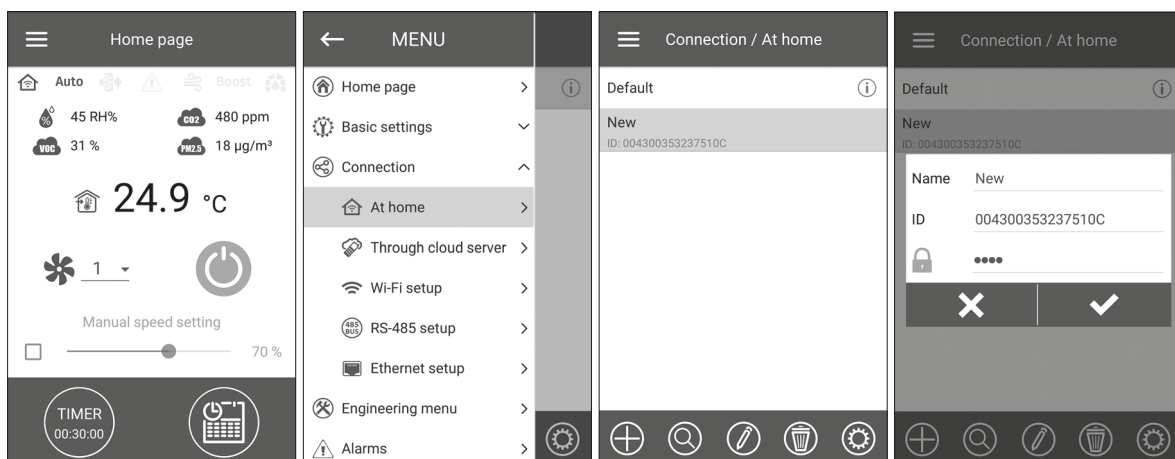 Home page
Auto
Boost
45 RH%
CO2
480 ppm
VOC
31 %
PM2.5
18 µg/m³
24.9 °C
1
Manual speed setting
70 %
TIMER
00:30:00
MENU
Home page
Basic settings
Connection
At home
Through cloud server
Wi-Fi setup
485
BUS
RS-485 setup
Ethernet setup
Engineering menu
Alarms
Connection / At home
Default
New
ID: 004300353237510C
Connection / At home
Default
New
ID: 004300353237510C
Name New
ID 004300353237510C